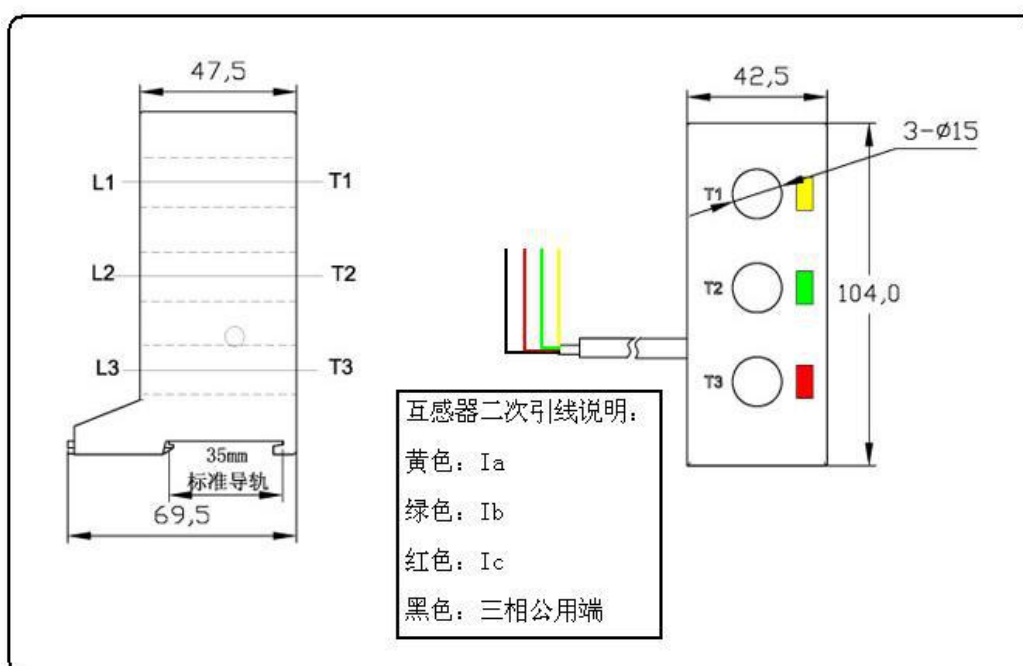 47,5
L1
T1
L2
T2
L3
T3
35mm
标准导轨
69,5
42,5
3-ø15
T1
T2
104,0
T3
互感器二次引线说明：
黄色：Ia
绿色：Ib
红色：Ic
黑色：三相公用端